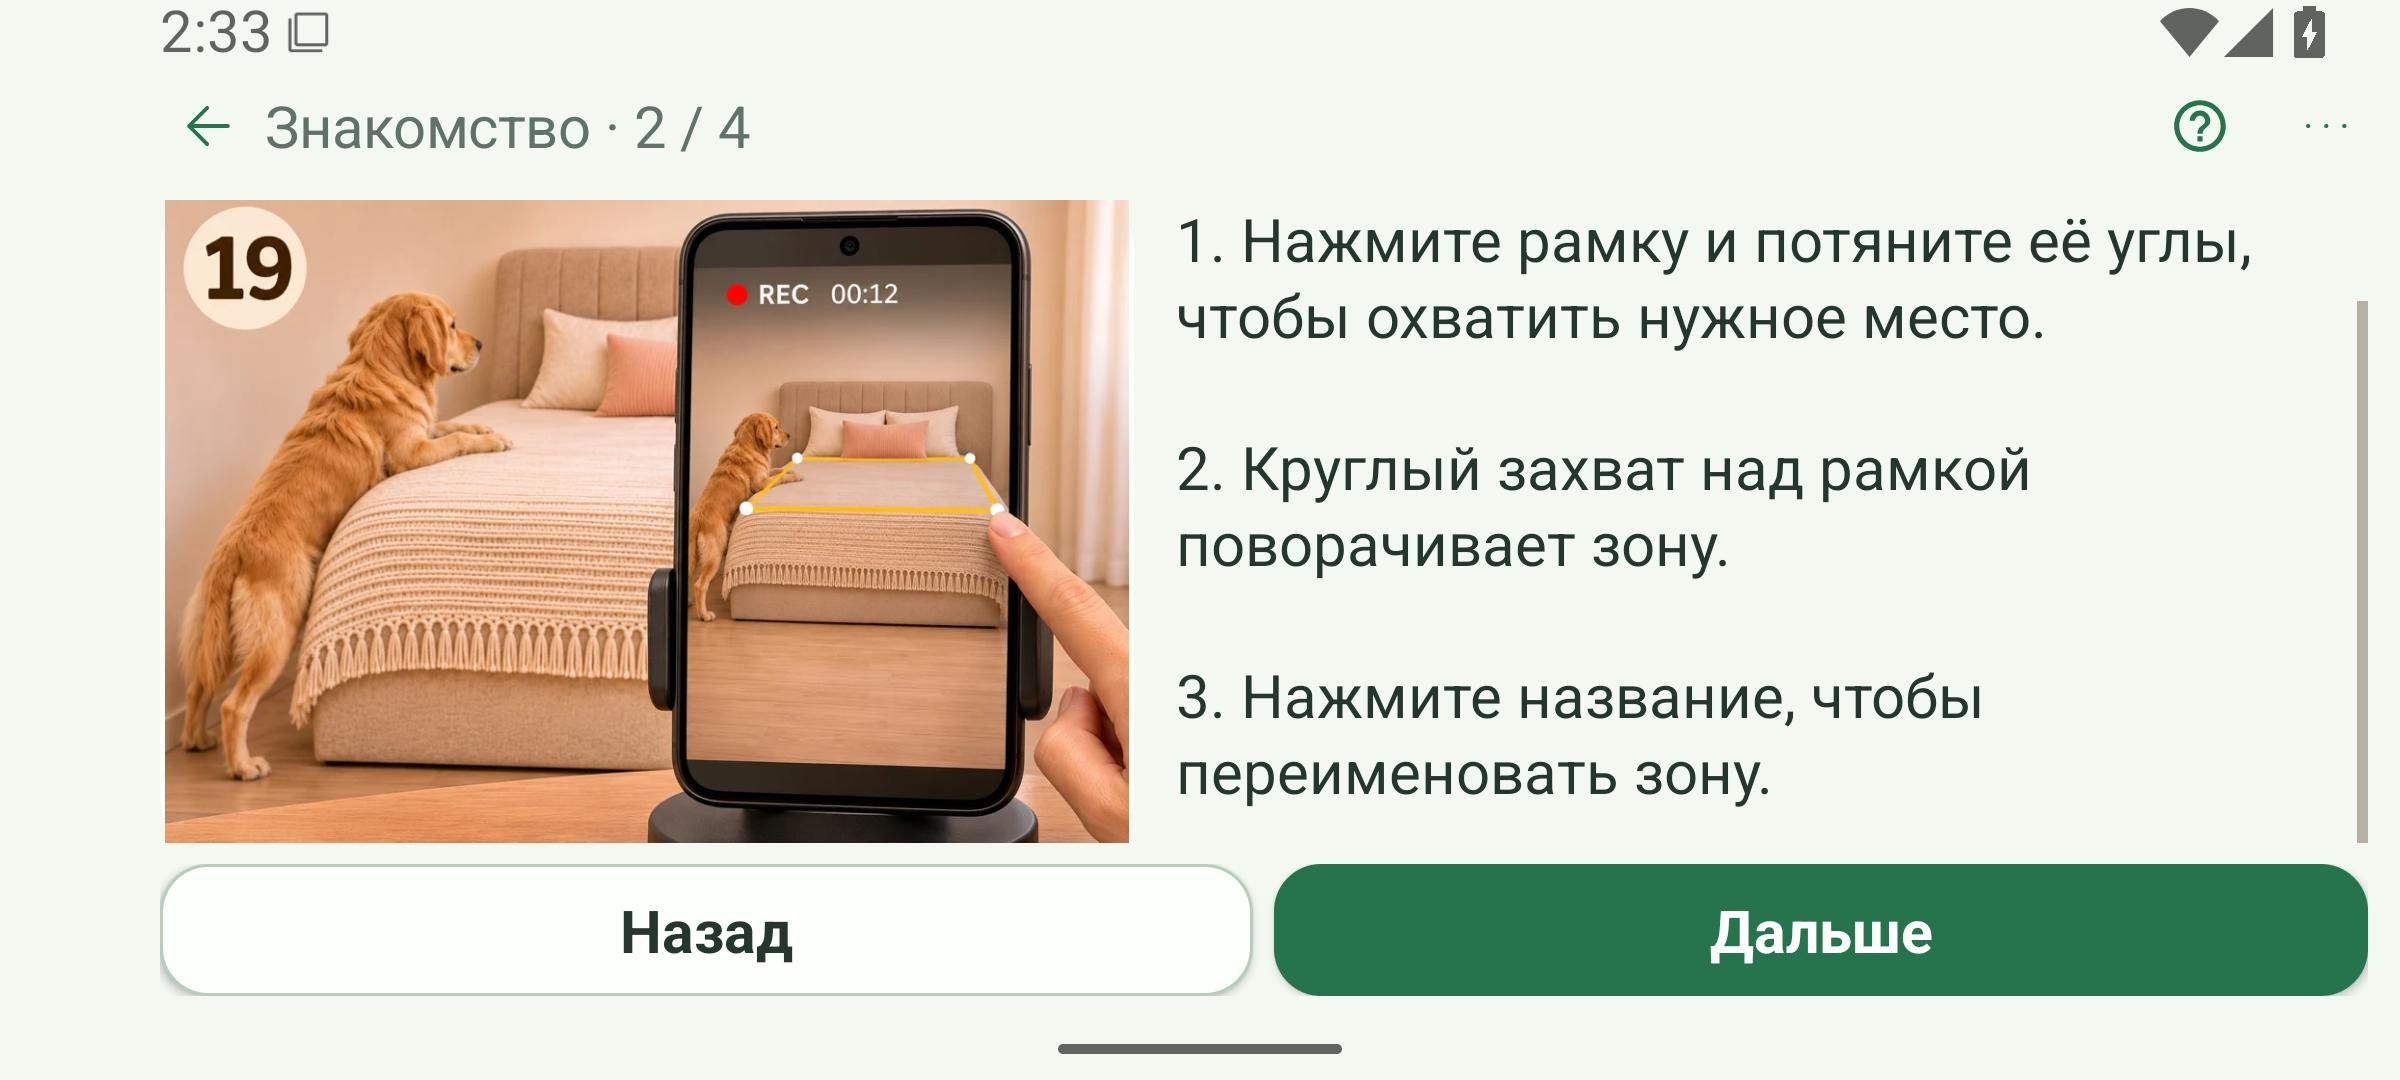 2:33
Знакомство · 2 / 4
19
REC 00:12
1. Нажмите рамку и потяните её углы,
чтобы охватить нужное место.
2. Круглый захват над рамкой
поворачивает зону.
3. Нажмите название, чтобы
переименовать зону.
Назад
Дальше